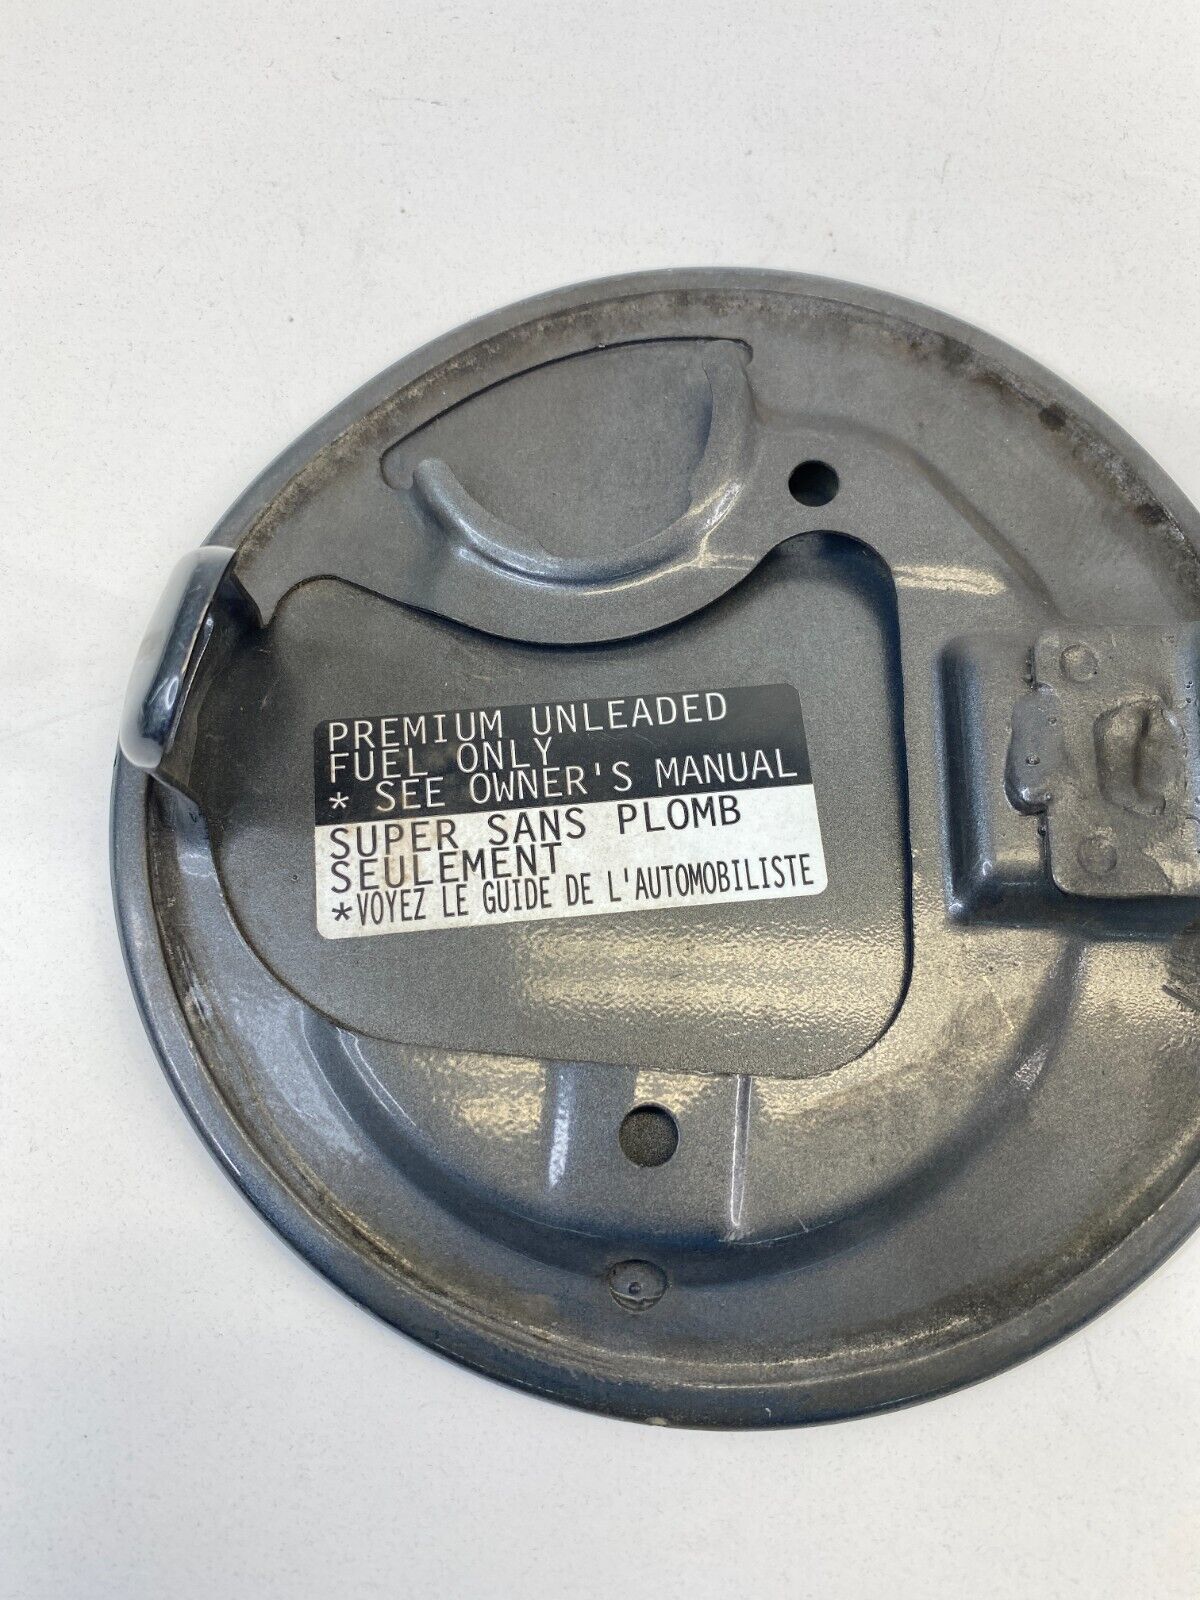 PREMIUM UNLEADED
FUEL ONLY
* SEE OWNER'S MANUAL
SUPER SANS PLOMB
SEULEMENT
*VOYEZ LE GUIDE DE L'AUTOMOBILISTE